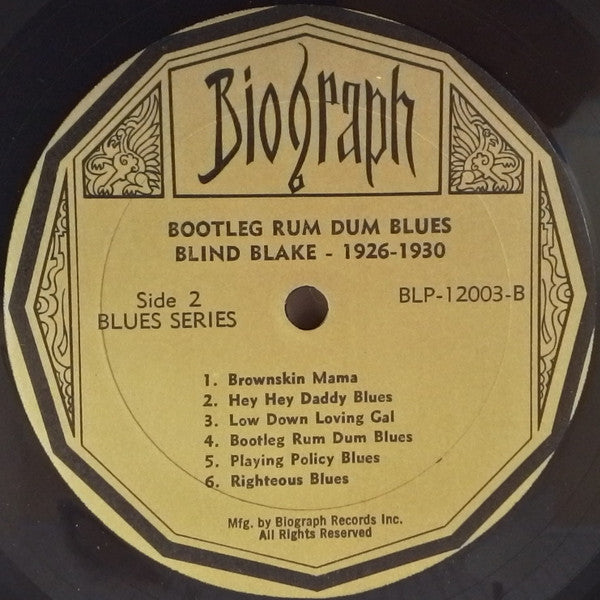 Biograph
BOOTLEG RUM DUM BLUES
BLIND BLAKE - 1926-1930
Side 2
BLUES SERIES
BLP-12003-B
1. Brownskin Mama
2. Hey Hey Daddy Blues
3. Low Down Loving Gal
4. Bootleg Rum Dum Blues
5. Playing Policy Blues
6. Righteous Blues
Mfg. by Biograph Records Inc.
All Rights Reserved